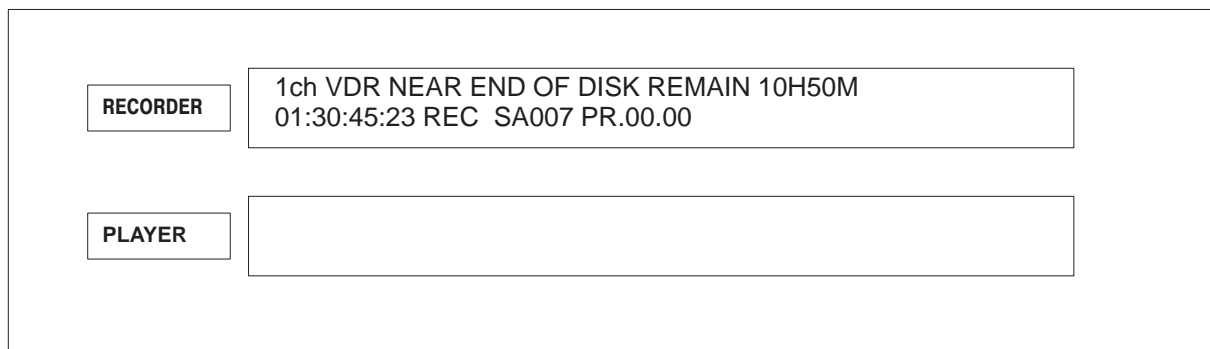 RECORDER
1ch VDR NEAR END OF DISK REMAIN 10H50M
01:30:45:23 REC  SA007 PR.00.00
PLAYER